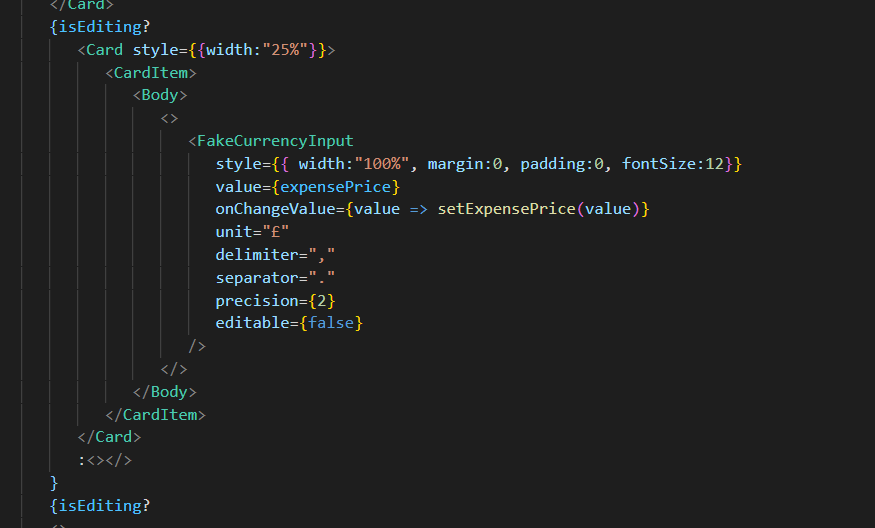 </Card>
{isEditing?
<Card style={{width:"25%"}}>
<CardItem>
<Body>
<>
<FakeCurrencyInput
style={{ width:"100%", margin:0, padding:0, fontSize:12}}
value={expensePrice}
onChangeValue={value => setExpensePrice(value)}
unit="£"
delimiter=","
separator="."
precision={2}
editable={false}
/>
</>
</Body>
</CardItem>
</Card>
:<></>
}
{isEditing?